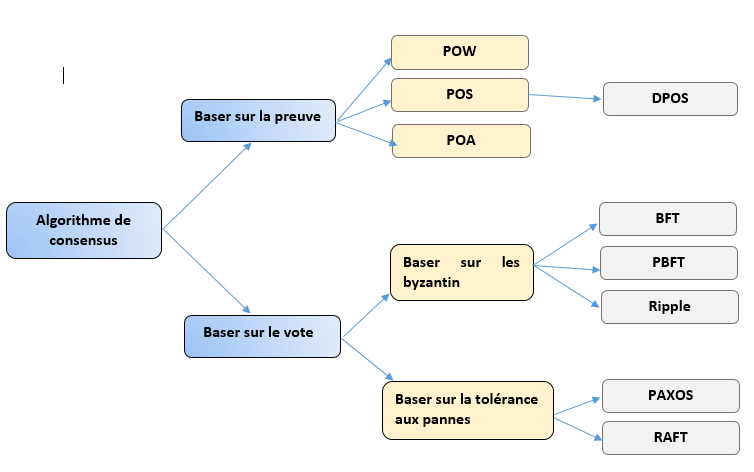 POW
POS
DPOS
Baser sur la preuve
POA
Algorithme de
consensus
BFT
Baser sur les
byzantin
PBFT
Ripple
Baser sur le vote
Baser sur la tolérance
aux pannes
PAXOS
RAFT